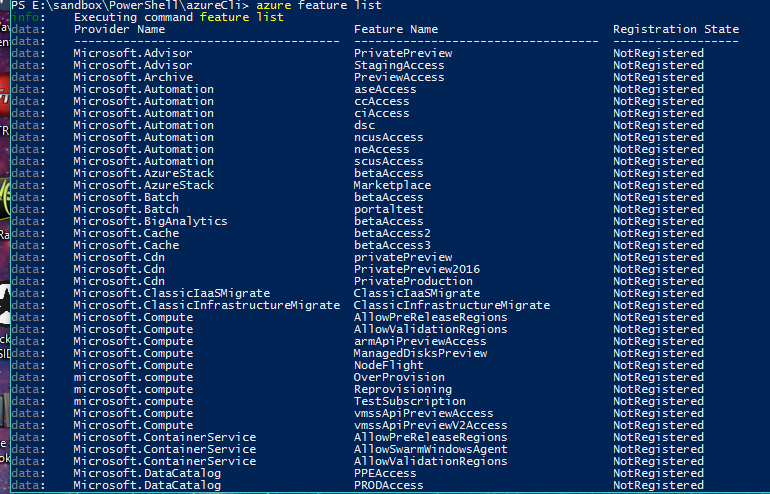 PS E:\sandbox\PowerShell\azureCli> azure feature list
info:    Executing command feature list
data:    Provider Name                      Feature Name                     Registration State
data:    ---------------------------------  -------------------------------  ------------------
data:    Microsoft.Advisor                  PrivatePreview                   NotRegistered
data:    Microsoft.Advisor                  StagingAccess                    NotRegistered
data:    Microsoft.Archive                  PreviewAccess                    NotRegistered
data:    Microsoft.Automation               aseAccess                        NotRegistered
data:    Microsoft.Automation               ccAccess                         NotRegistered
data:    Microsoft.Automation               ciAccess                         NotRegistered
data:    Microsoft.Automation               dsc                              NotRegistered
data:    Microsoft.Automation               ncusAccess                       NotRegistered
data:    Microsoft.Automation               neAccess                         NotRegistered
data:    Microsoft.Automation               scusAccess                       NotRegistered
data:    Microsoft.AzureStack               betaAccess                       NotRegistered
data:    Microsoft.AzureStack               Marketplace                      NotRegistered
data:    Microsoft.Batch                    betaAccess                       NotRegistered
data:    Microsoft.Batch                    portaltest                       NotRegistered
data:    Microsoft.BigAnalytics             betaAccess                       NotRegistered
data:    Microsoft.Cache                    betaAccess2                      NotRegistered
data:    Microsoft.Cache                    betaAccess3                      NotRegistered
data:    Microsoft.Cdn                      privatePreview                   NotRegistered
data:    Microsoft.Cdn                      PrivatePreview2016               NotRegistered
data:    Microsoft.Cdn                      PrivateProduction                NotRegistered
data:    Microsoft.ClassicIaaSMigrate       ClassicIaaSMigrate               NotRegistered
data:    Microsoft.ClassicInfrastructureMigrate  ClassicInfrastructureMigrate     NotRegistered
data:    Microsoft.Compute                  AllowPreReleaseRegions           NotRegistered
data:    Microsoft.Compute                  AllowValidationRegions           NotRegistered
data:    Microsoft.Compute                  armApiPreviewAccess              NotRegistered
data:    Microsoft.Compute                  ManagedDisksPreview              NotRegistered
data:    Microsoft.Compute                  NodeFlight                       NotRegistered
data:    microsoft.compute                  OverProvision                    NotRegistered
data:    microsoft.compute                  Reprovisioning                   NotRegistered
data:    microsoft.Compute                  TestSubscription                 NotRegistered
data:    Microsoft.Compute                  vmssApiPreviewAccess             NotRegistered
data:    Microsoft.Compute                  vmssApiPreviewV2Access           NotRegistered
data:    Microsoft.ContainerService         AllowPreReleaseRegions           NotRegistered
data:    Microsoft.ContainerService         AllowSwarmWindowsAgent           NotRegistered
data:    Microsoft.ContainerService         AllowValidationRegions           NotRegistered
data:    Microsoft.DataCatalog              PPEAccess                        NotRegistered
data:    Microsoft.DataCatalog              PRODAccess                       NotRegistered